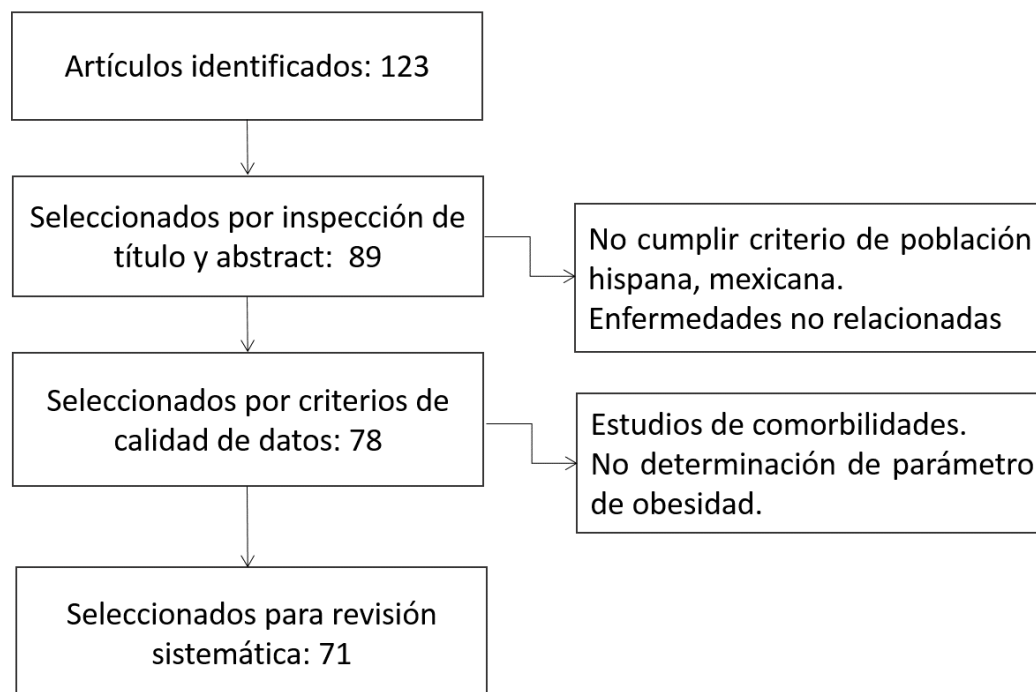 Artículos identificados: 123
Seleccionados por inspección de
título y abstract: 89
No cumplir criterio de población
hispana, mexicana.
Enfermedades no relacionadas
Seleccionados por criterios de
calidad de datos: 78
Estudios de comorbilidades.
No determinación de parámetro
de obesidad.
Seleccionados para revisión
sistemática: 71